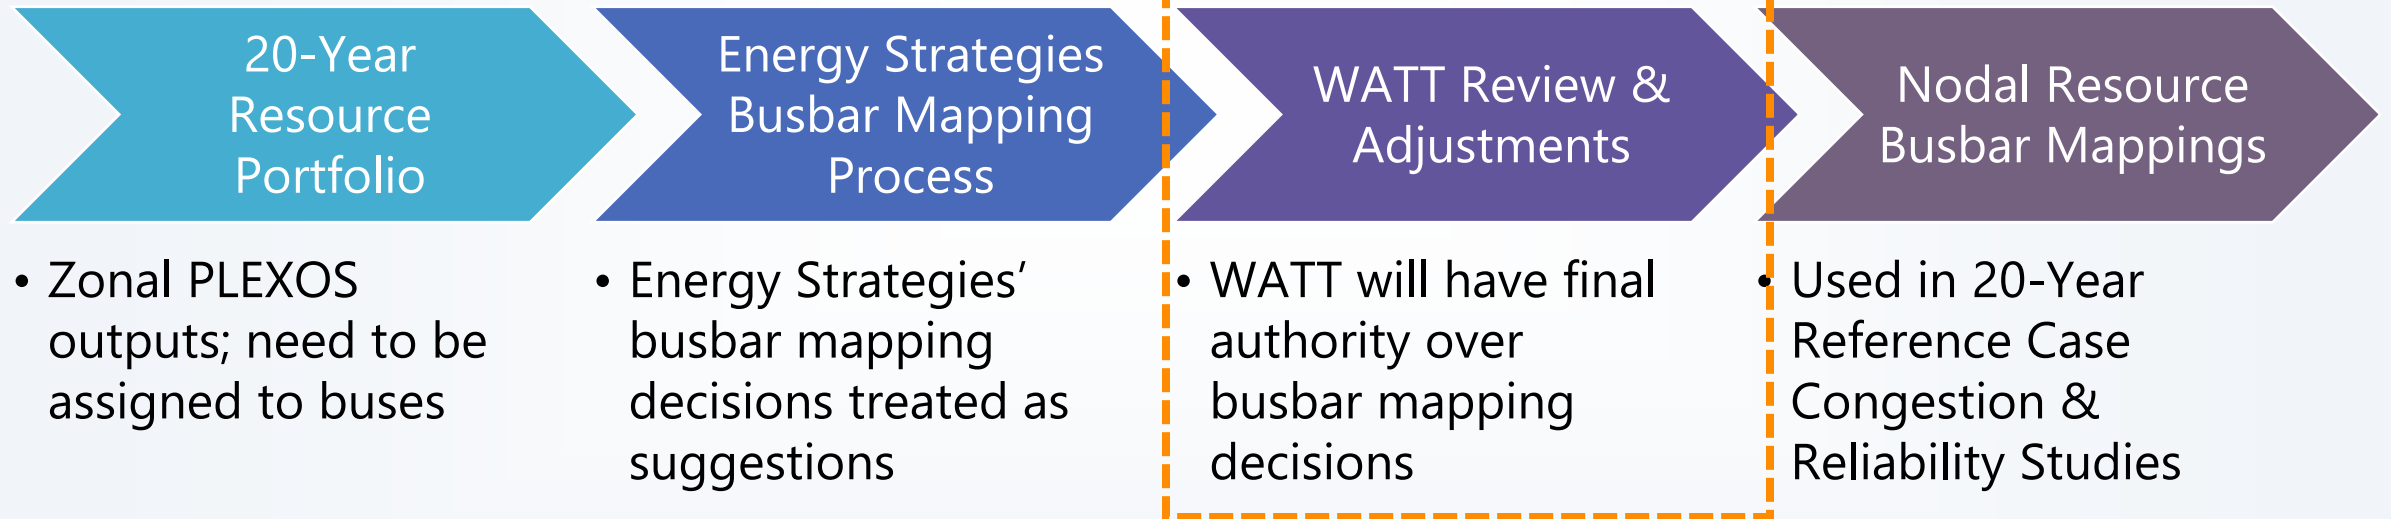 20-Year
Resource
Portfolio
Energy Strategies
Busbar Mapping
Process
WATT Review &
Adjustments
Nodal Resource
Busbar Mappings
• Zonal PLEXOS
outputs; need to be
assigned to buses
• Energy Strategies’
busbar mapping
decisions treated as
suggestions
• WATT will have final
authority over
busbar mapping
decisions
• Used in 20-Year
Reference Case
Congestion &
Reliability Studies